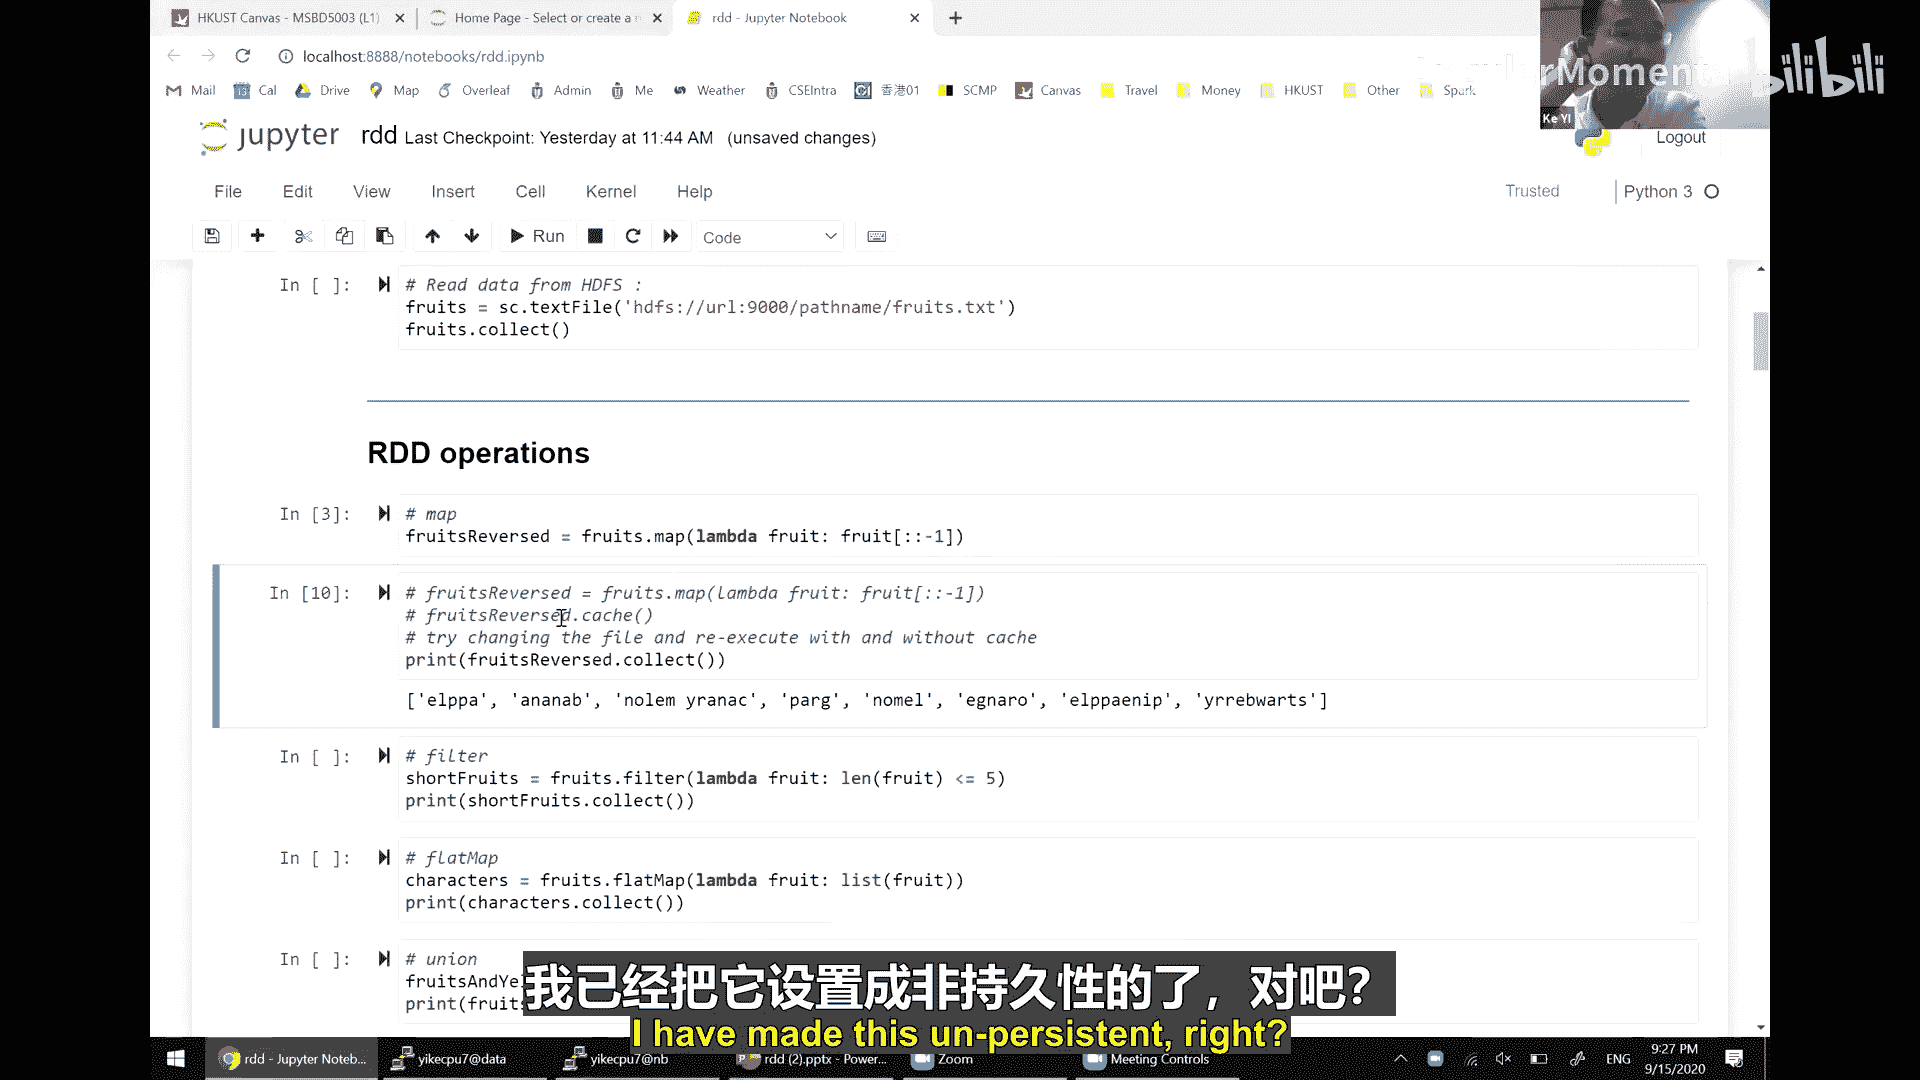 HKUST Canvas - MSBD5003 (L1)
Home Page - Select or create a n
rdd - Jupyter Notebook
localhost:8888/notebooks/rdd.ipynb
Mail Cal Drive Map Overleaf Admin Me Weather CSEIntra 香港01 SCMP Canvas Travel Money HKUST Other Spark
rMoment
bilibili
Ke YI
jupyter rdd Last Checkpoint: Yesterday at 11:44 AM (unsaved changes)
Logout
File Edit View Insert Cell Kernel Help
Trusted
Python 3
Run
Code
In [ ]:
# Read data from HDFS :
fruits = sc.textFile('hdfs://url:9000/pathname/fruits.txt')
fruits.collect()
RDD operations
In [3]:
# map
fruitsReversed = fruits.map(lambda fruit: fruit[::-1])
In [10]:
# fruitsReversed = fruits.map(lambda fruit: fruit[::-1])
# fruitsReversed.cache()
# try changing the file and re-execute with and without cache
print(fruitsReversed.collect())
['elppa', 'ananab', 'nolem yranac', 'parg', 'nomel', 'egnaro', 'elppaenip', 'yrrebwarts']
In [ ]:
# filter
shortFruits = fruits.filter(lambda fruit: len(fruit) <= 5)
print(shortFruits.collect())
In [ ]:
# flatMap
characters = fruits.flatMap(lambda fruit: list(fruit))
print(characters.collect())
In [ ]:
# union
fruitsAndYe
print(fruit
我已经把它设置成非持久性的了，对吧？
I have made this un-persistent, right?
rdd - Jupyter Noteb...
yikecpu7@data
yikecpu7@nb
rdd (2).pptx - Power...
Zoom
Meeting Controls
ENG
9:27 PM
9/15/2020